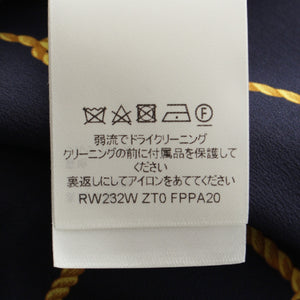 弱流でドライクリーニング
クリーニングの前に付属品を保護して
ください
裏返しにてアイロンをあててください
RW232W ZT0 FPPA20